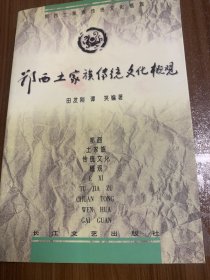 鄂西土家族传统文化概观
田发刚 谭笑编著
鄂西
土家族
传统文化
概观
E XI
TU JIA ZU
CHUAN TONG
WEN HUA
GAI GUAN
长江文艺出版社